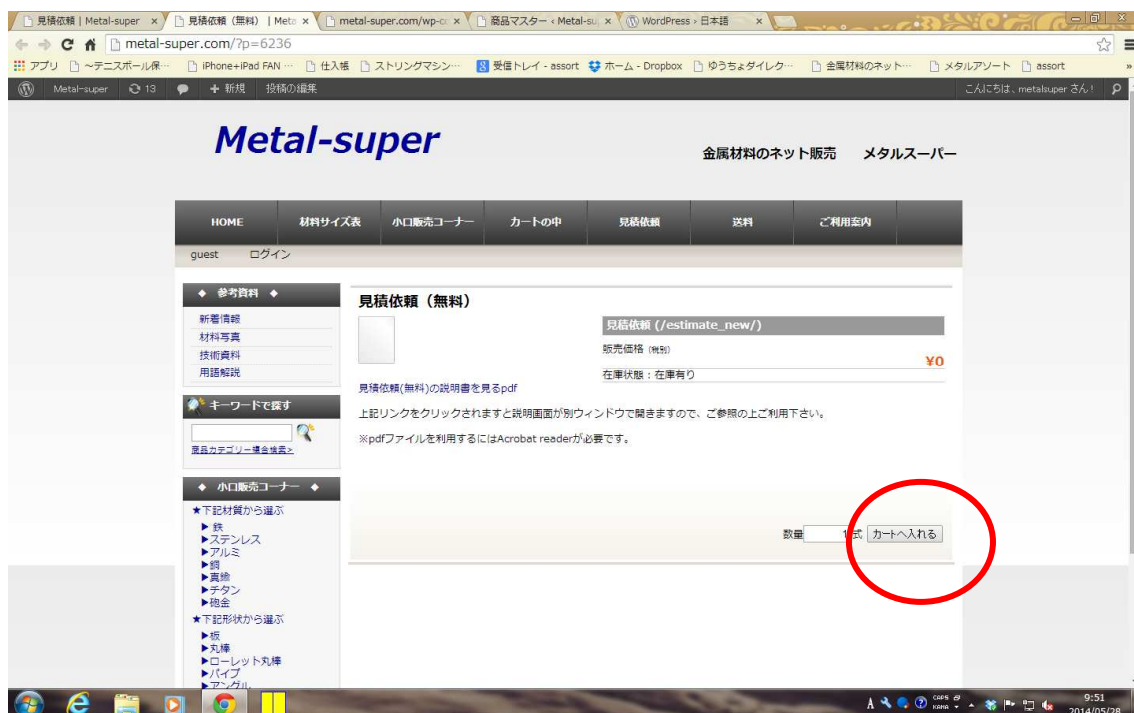 見積依頼 | Metal-super
見積依頼（無料） | Meta
metal-super.com/wp-cc
商品マスター ‹ Metal-su
WordPress › 日本語
metal-super.com/?p=6236
アプリ
～テニスボール保…
iPhone+iPad FAN …
仕入帳
ストリングマシン…
受信トレイ - assort
ホーム - Dropbox
ゆうちょダイレク…
金属材料のネット…
メタルアソート
assort
Metal-super
13
新規
投稿の編集
こんにちは、metalsuper さん！
Metal-super
金属材料のネット販売 メタルスーパー
HOME
材料サイズ表
小口販売コーナー
カートの中
見積依頼
送料
ご利用案内
guest
ログイン
◆ 参考資料 ◆
新着情報
材料写真
技術資料
用語解説
キーワードで探す
商品カテゴリー複合検索>
◆ 小口販売コーナー ◆
★下記材質から選ぶ
▶ 鉄
▶ステンレス
▶アルミ
▶銅
▶真鍮
▶チタン
▶砲金
★下記形状から選ぶ
▶板
▶丸棒
▶ローレット丸棒
▶パイプ
▶アングル
見積依頼（無料）
見積依頼 (/estimate_new/)
販売価格 (税別)
¥0
在庫状態：在庫有り
見積依頼(無料)の説明書を見るpdf
上記リンクをクリックされますと説明画面が別ウィンドウで開きますので、ご参照の上ご利用下さい。
※pdfファイルを利用するにはAcrobat readerが必要です。
数量 1 式 カートへ入れる
A
CAPS
KANA
9:51
2014/05/28